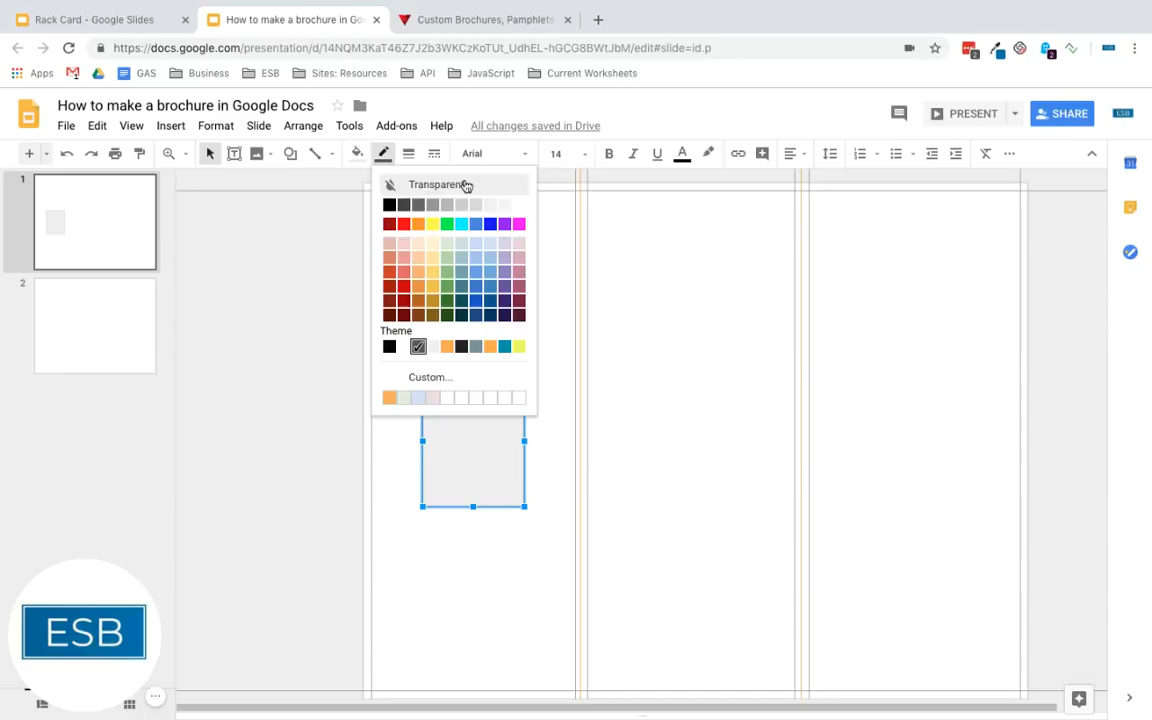 Rack Card - Google Slides
How to make a brochure in Go
Custom Brochures, Pamphlets
https://docs.google.com/presentation/d/14NQM3KaT46Z7J2b3WKCzKoTUt_UdhEL-hGCG8BWtJbM/edit#slide=id.p
2
2
Apps
GAS
Business
ESB
Sites: Resources
API
JavaScript
Current Worksheets
How to make a brochure in Google Docs
File Edit View Insert Format Slide Arrange Tools Add-ons Help All changes saved in Drive
PRESENT
SHARE
ESB
Arial
14
B I U A
1
2
Transparent
Theme
Custom...
ESB